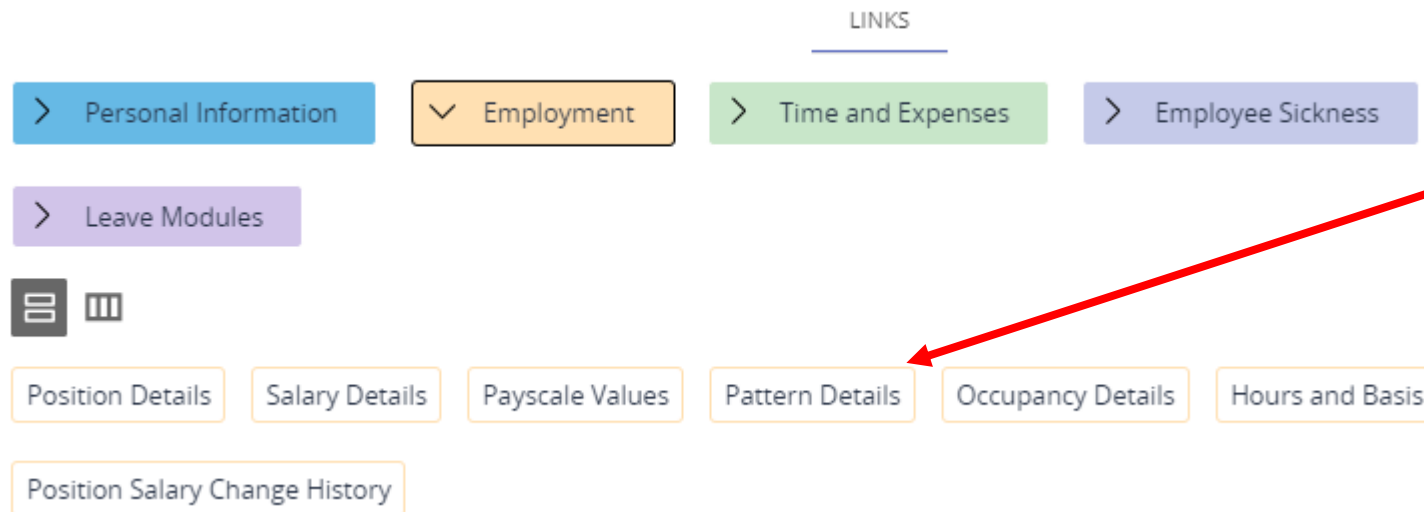 LINKS
Personal Information Employment Time and Expenses Employee Sickness
Leave Modules
Position Details Salary Details Payscale Values Pattern Details Occupancy Details Hours and Basis
Position Salary Change History